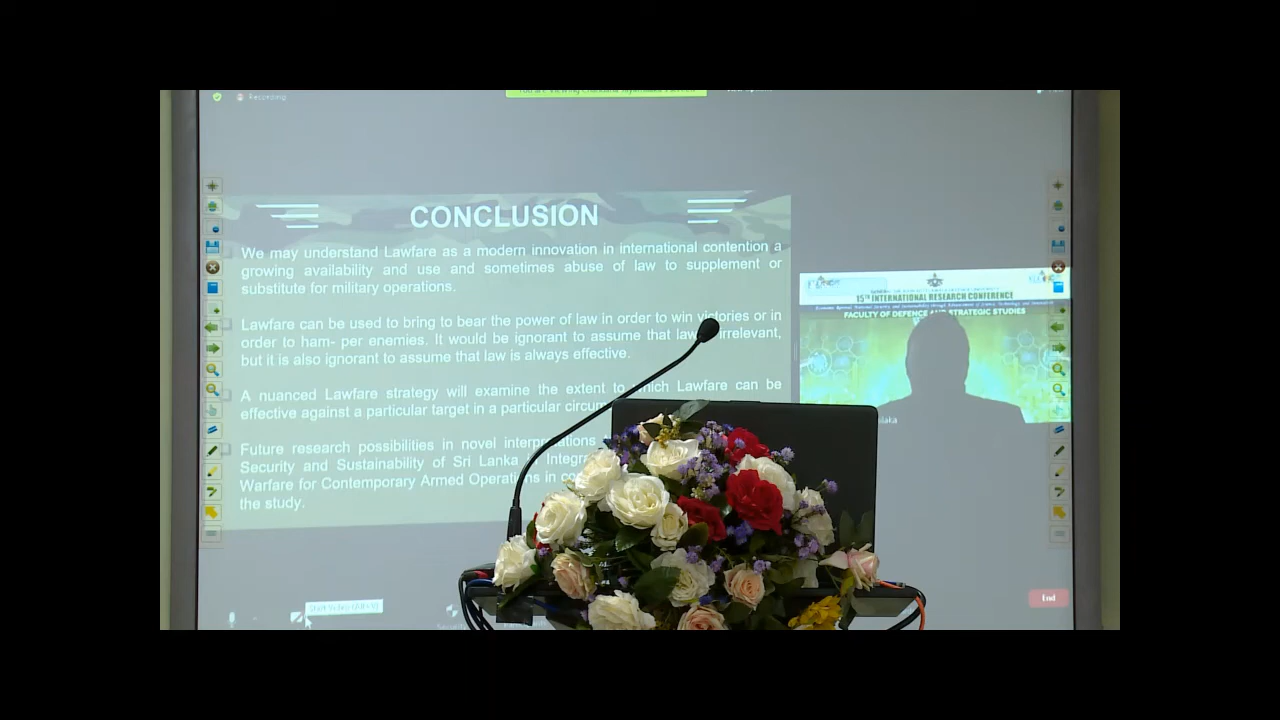 Recording
CONCLUSION
We may understand Lawfare as a modern innovation in international contention a
growing availability and use and sometimes abuse of law to supplement or
substitute for military operations.
Lawfare can be used to bring to bear the power of law in order to win victories or in
order to ham- per enemies. It would be ignorant to assume that law irrelevant,
but it is also ignorant to assume that law is always effective.
A nuanced Lawfare strategy will examine the extent to which Lawfare can be
effective against a particular target in a particular
Future research possibilities in novel
Security and Sustainability of Sri Lanka
Warfare for Contemporary Armed Operations in
the study.
15TH INTERNATIONAL RESEARCH CONFERENCE
FACULTY OF DEFENCE AND STRATEGIC STUDIES
End